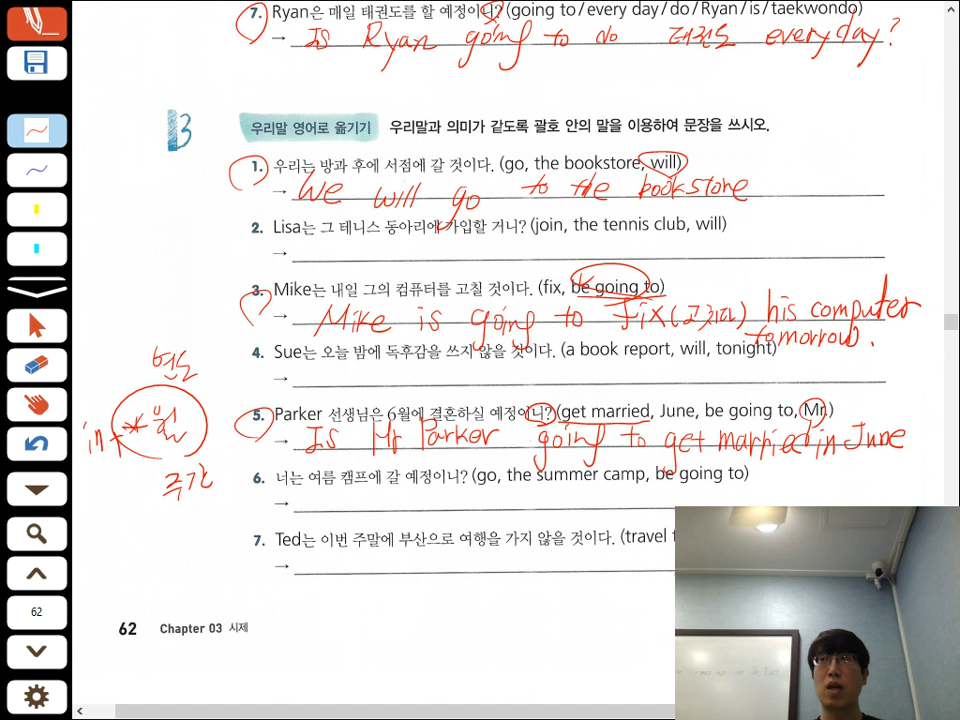 7. Ryan은 매일 태권도를 할 예정이니? (going to / every day / do / Ryan / is / taekwondo)
→ Is Ryan going to do 태권도 everyday?
B 우리말 영어로 옮기기 우리말과 의미가 같도록 괄호 안의 말을 이용하여 문장을 쓰시오.
1. 우리는 방과 후에 서점에 갈 것이다. (go, the bookstore, will)
→ We will go to the bookstore
2. Lisa는 그 테니스 동아리에 가입할 거니? (join, the tennis club, will)
→
3. Mike는 내일 그의 컴퓨터를 고칠 것이다. (fix, be going to)
→ Mike is going to fix(고치다) his computer
tomorrow.
4. Sue는 오늘 밤에 독후감을 쓰지 않을 것이다. (a book report, will, tonight)
→
연도
in + 월
주간
5. Parker 선생님은 6월에 결혼하실 예정이니? (get married, June, be going to, Mr.)
→ Is Mr Parker going to get married in June
6. 너는 여름 캠프에 갈 예정이니? (go, the summer camp, be going to)
→
7. Ted는 이번 주말에 부산으로 여행을 가지 않을 것이다. (travel
→
62
62 Chapter 03 시제